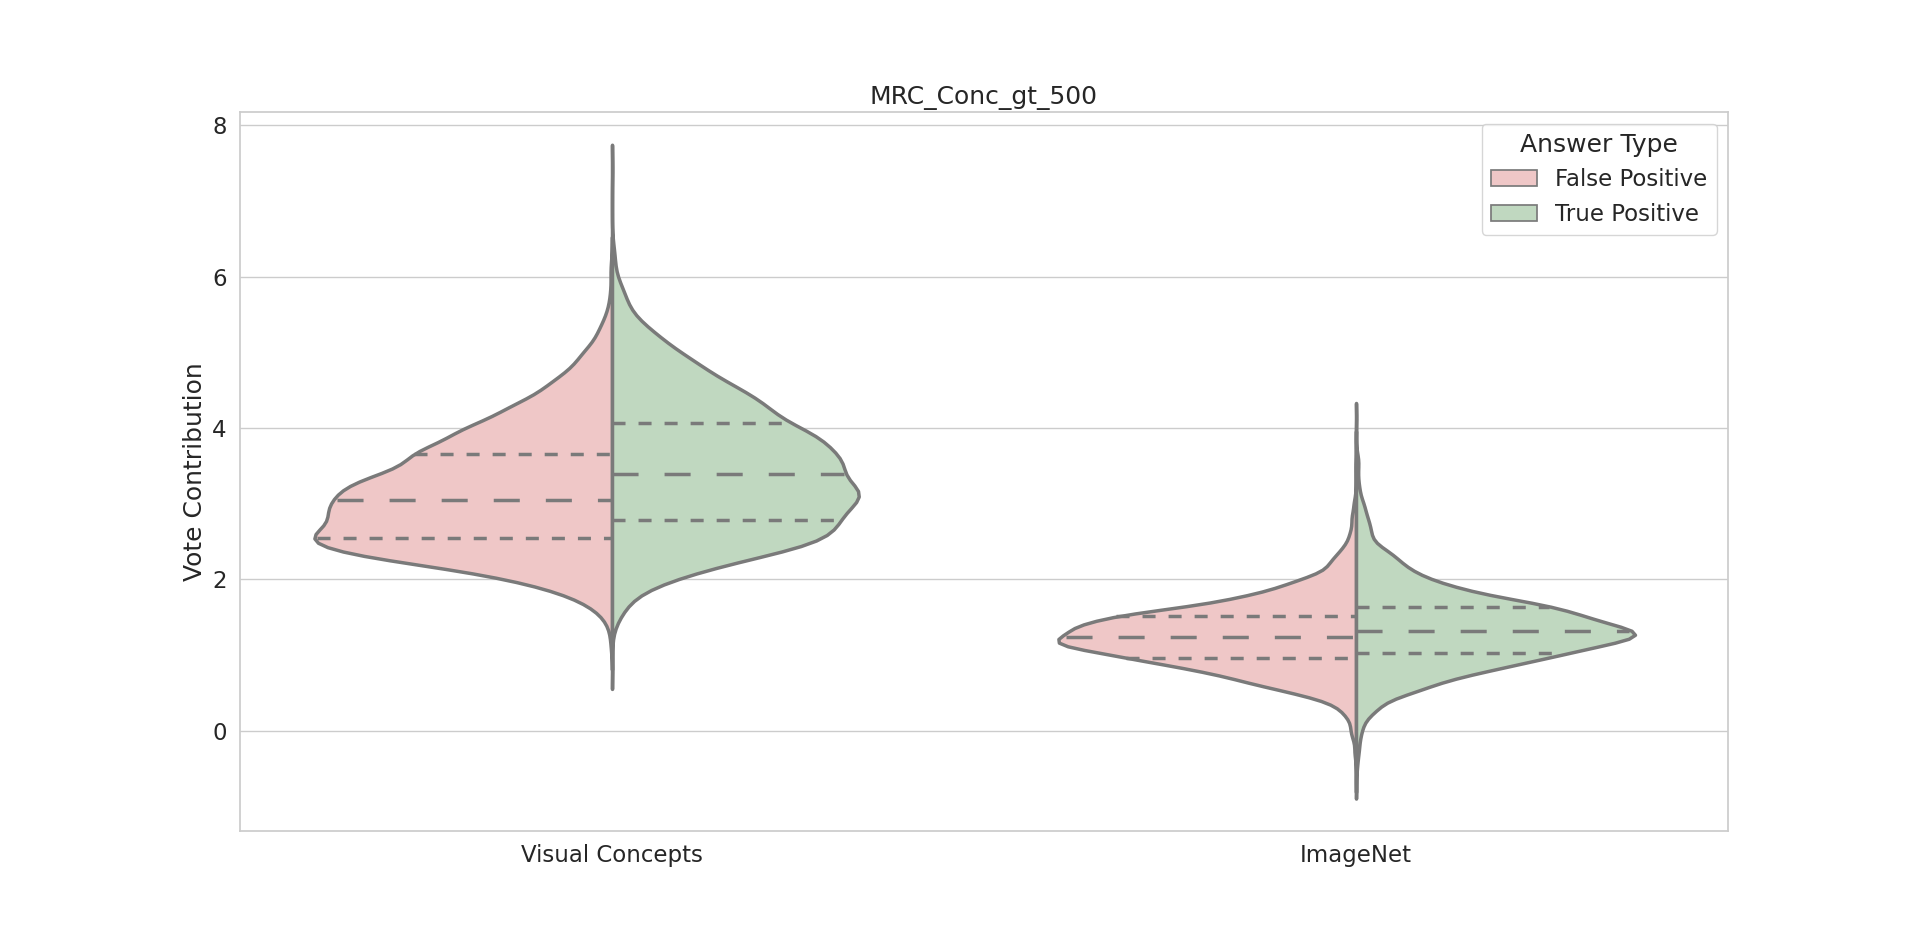 MRC_Conc_gt_500
Answer Type
False Positive
True Positive
Vote Contribution
8
6
4
2
0
Visual Concepts
ImageNet